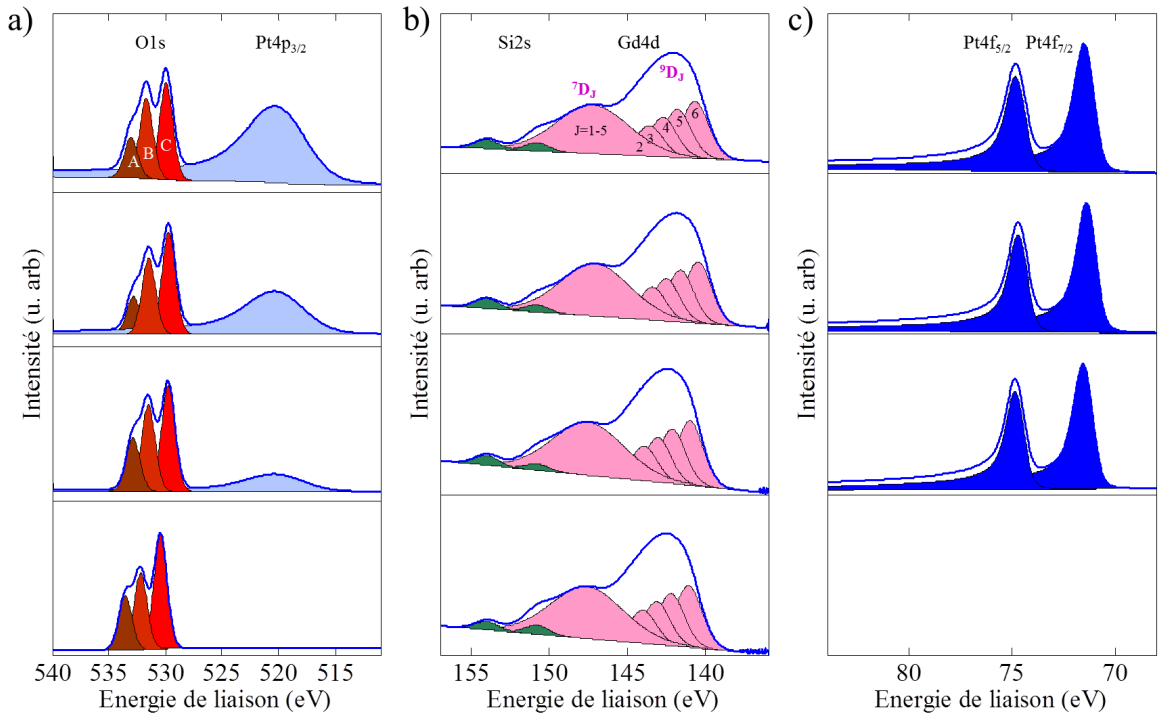 a)
O1s
Pt4p3/2
A
B
C
Intensité (u. arb)
540
535
530
525
520
515
Energie de liaison (eV)
b)
Si2s
Gd4d
7DJ
9DJ
J=1-5
2
3
4
5
6
Intensité (u. arb)
155
150
145
140
Energie de liaison (eV)
c)
Pt4f5/2
Pt4f7/2
Intensité (u. arb)
80
75
70
Energie de liaison (eV)